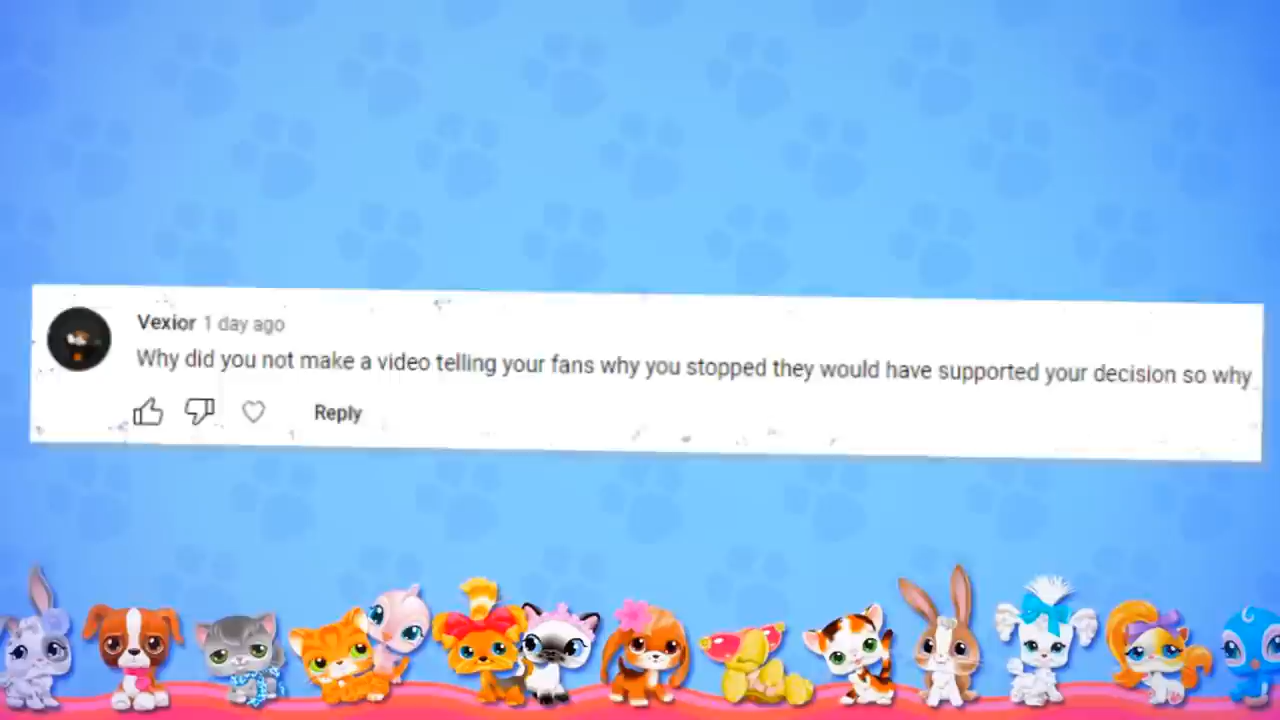 Vexior 1 day ago
Why did you not make a video telling your fans why you stopped they would have supported your decision so why
Reply